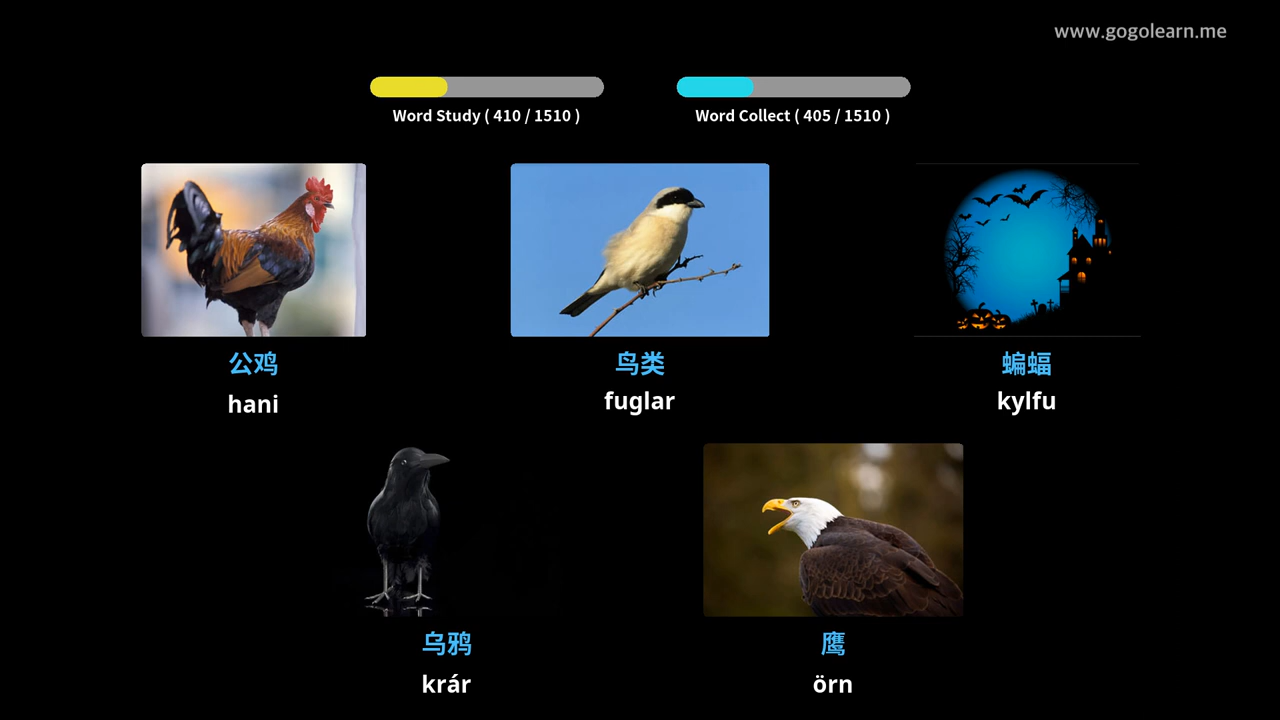 www.gogolearn.me
Word Study ( 410 / 1510 )
Word Collect ( 405 / 1510 )
公鸡
hani
鸟类
fuglar
蝙蝠
kylfu
乌鸦
krár
鹰
örn